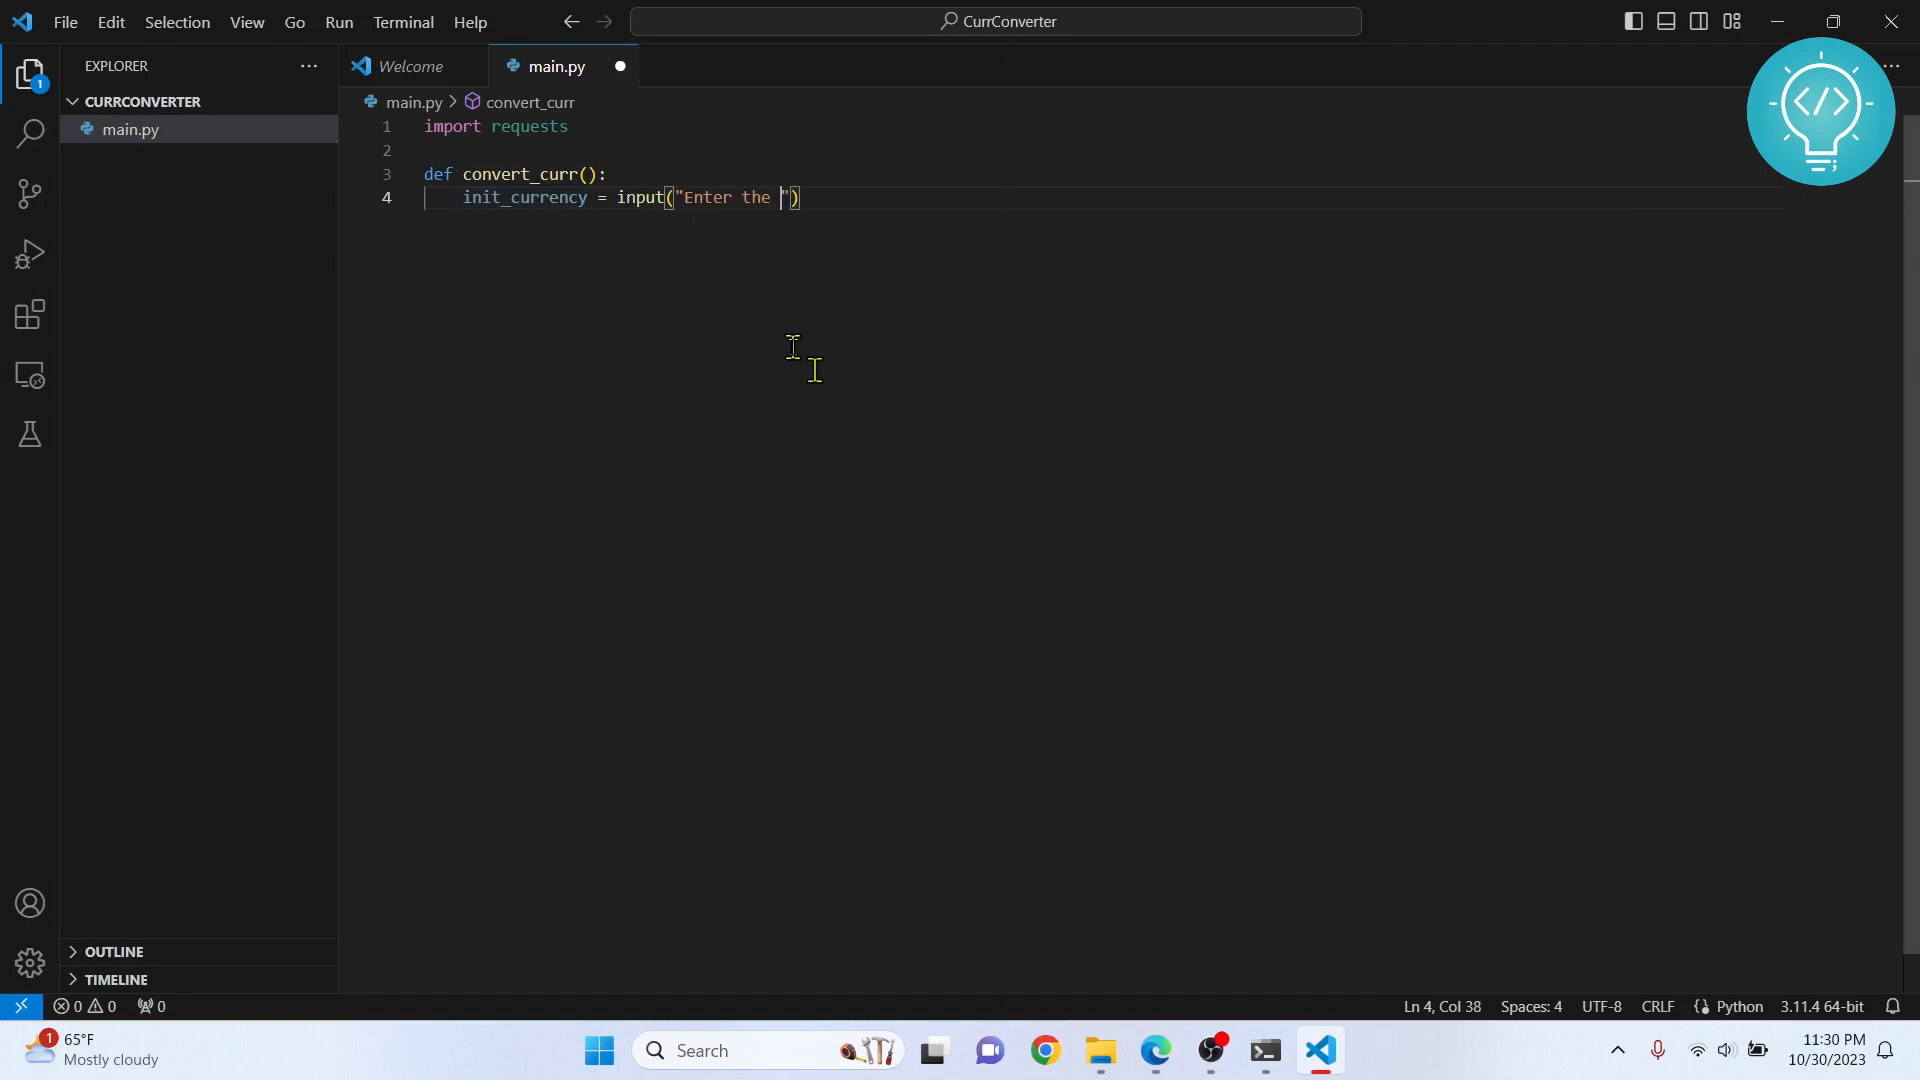 File Edit Selection View Go Run Terminal Help
CurrConverter
EXPLORER
Welcome
main.py
1
CURRCONVERTER
main.py
main.py > convert_curr
1 import requests
2
3 def convert_curr():
4 init_currency = input("Enter the ")
</>
;
OUTLINE
TIMELINE
0 0 0
Ln 4, Col 38 Spaces: 4 UTF-8 CRLF {} Python 3.11.4 64-bit
1
65°F
Mostly cloudy
Search
11:30 PM
10/30/2023